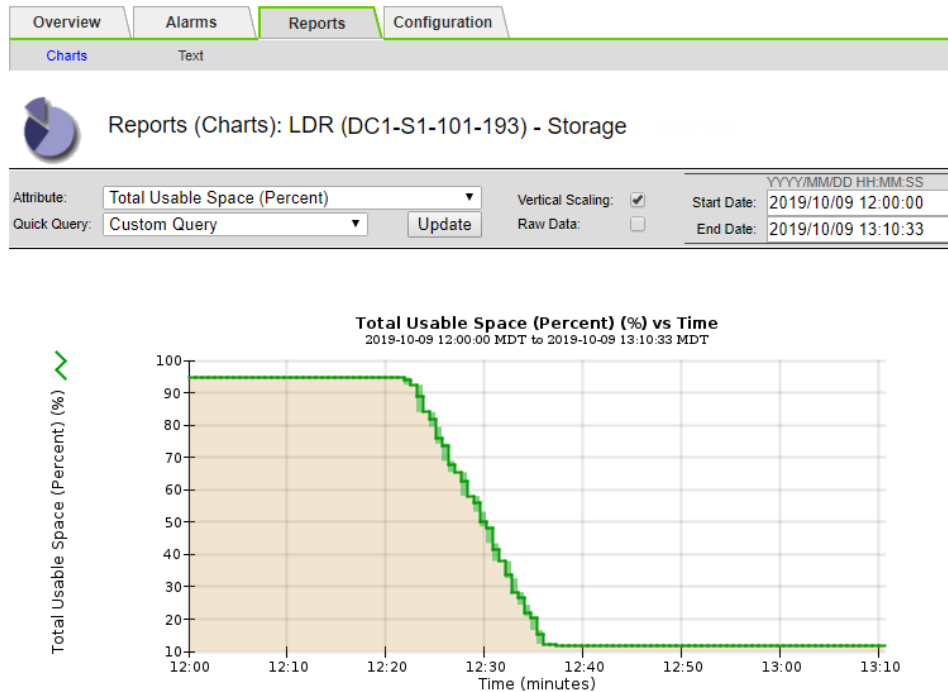 Overview Alarms Reports Configuration
Charts Text
Reports (Charts): LDR (DC1-S1-101-193) - Storage
YYYY/MM/DD HH:MM:SS
Attribute: Total Usable Space (Percent) Vertical Scaling: Start Date: 2019/10/09 12:00:00
Quick Query: Custom Query Update Raw Data: End Date: 2019/10/09 13:10:33
Total Usable Space (Percent) (%) vs Time
2019-10-09 12:00:00 MDT to 2019-10-09 13:10:33 MDT
Total Usable Space (Percent) (%)
100
90
80
70
60
50
40
30
20
10
12:00 12:10 12:20 12:30 12:40 12:50 13:00 13:10
Time (minutes)